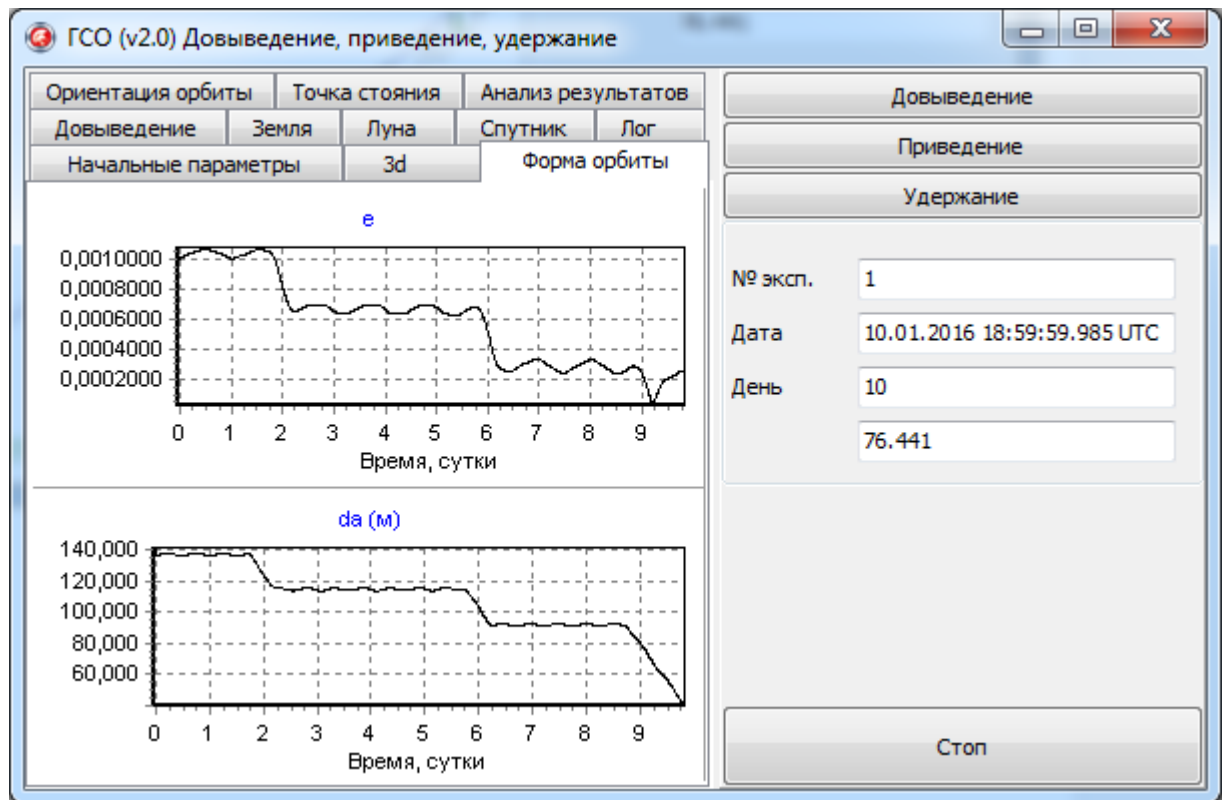 ГСО (v2.0) Довыведение, приведение, удержание
Ориентация орбиты Точка стояния Анализ результатов
Довыведение Земля Луна Спутник Лог
Начальные параметры 3d Форма орбиты
e
0,0010000
0,0008000
0,0006000
0,0004000
0,0002000
0 1 2 3 4 5 6 7 8 9
Время, сутки
da (м)
140,000
120,000
100,000
80,000
60,000
0 1 2 3 4 5 6 7 8 9
Время, сутки
Довыведение
Приведение
Удержание
№ эксп. 1
Дата 10.01.2016 18:59:59.985 UTC
День 10
76.441
Стоп